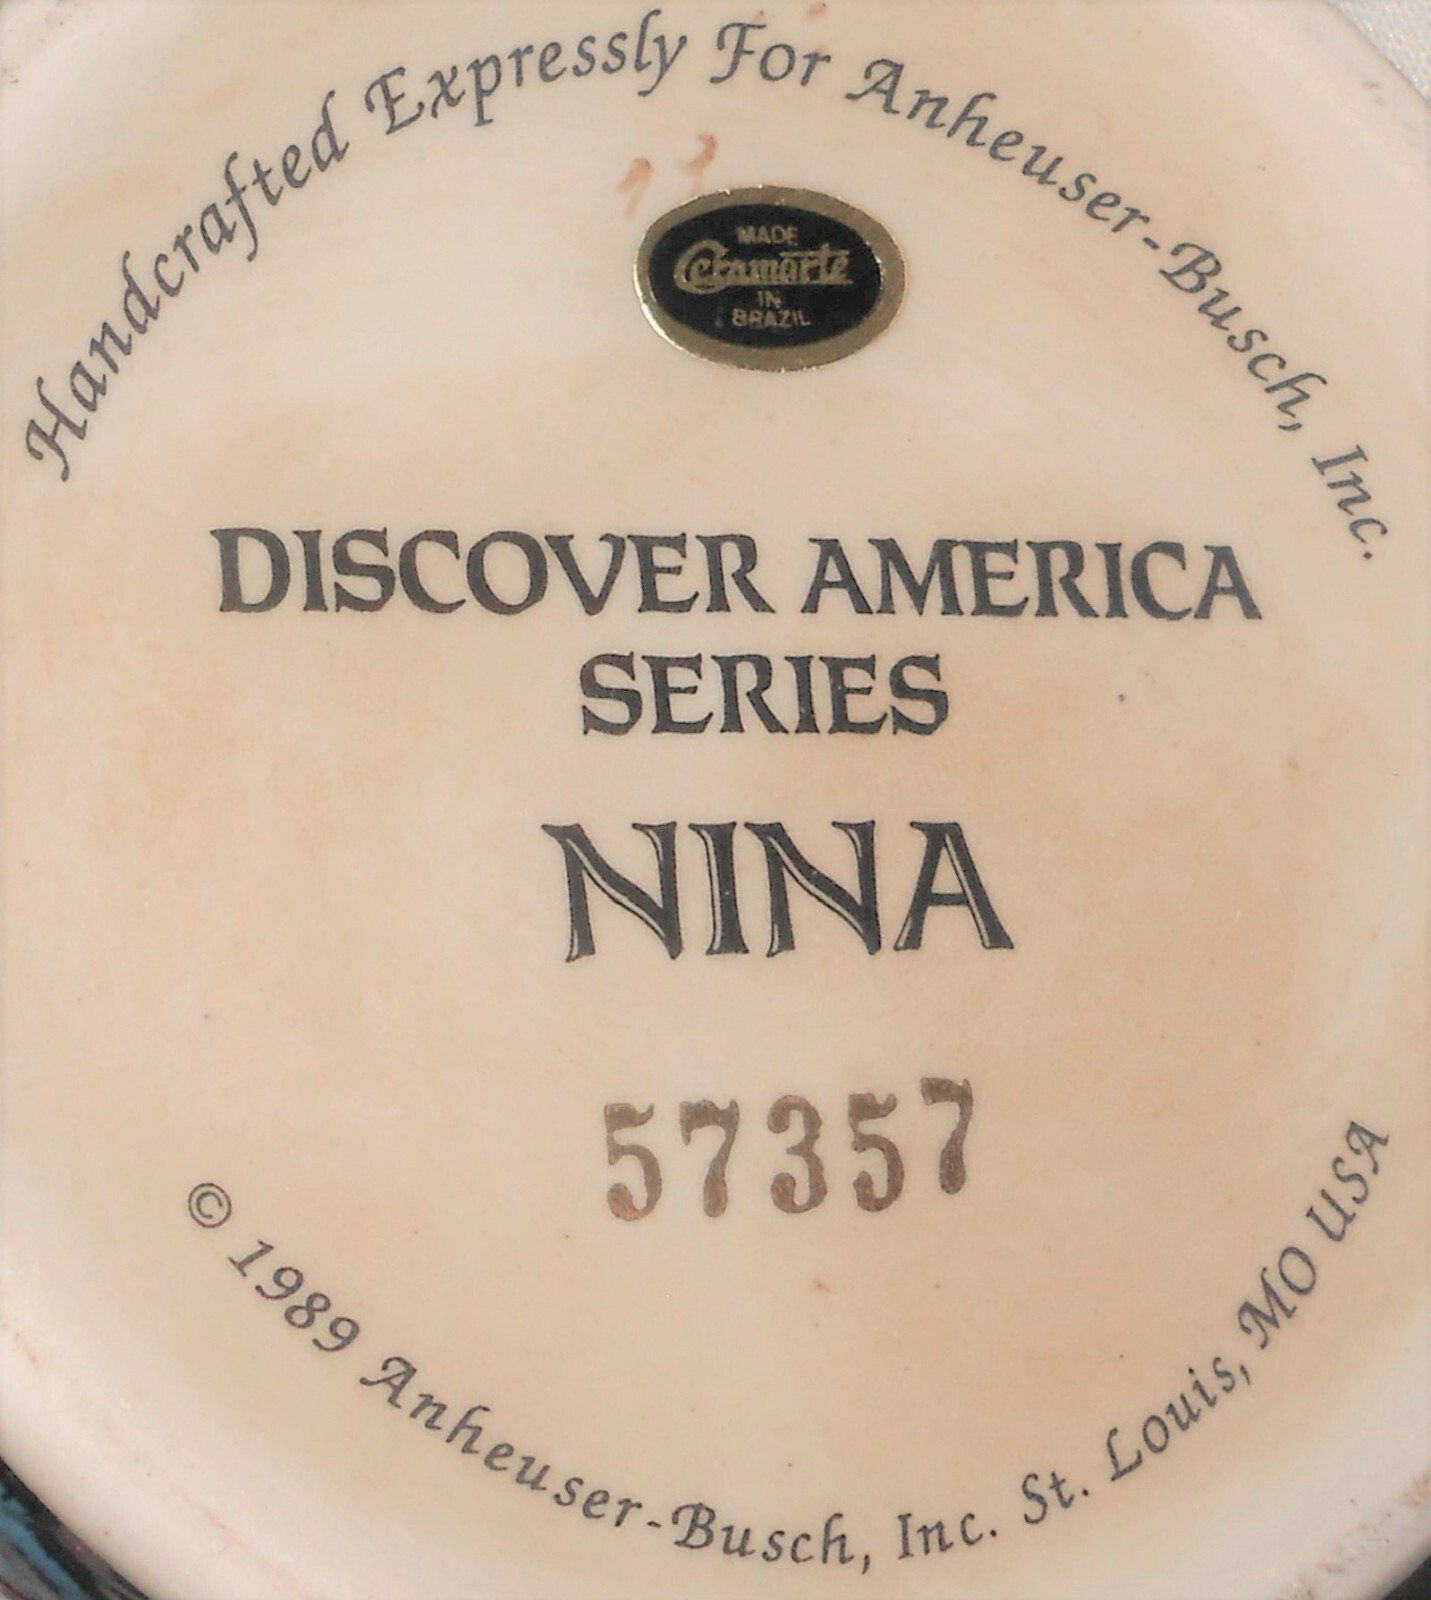 Handcrafted Expressly For Anheuser-Busch, Inc.
MADE
Ceramarte
IN
BRAZIL
DISCOVER AMERICA
SERIES
NINA
57357
© 1989 Anheuser-Busch, Inc. St. Louis, MO USA